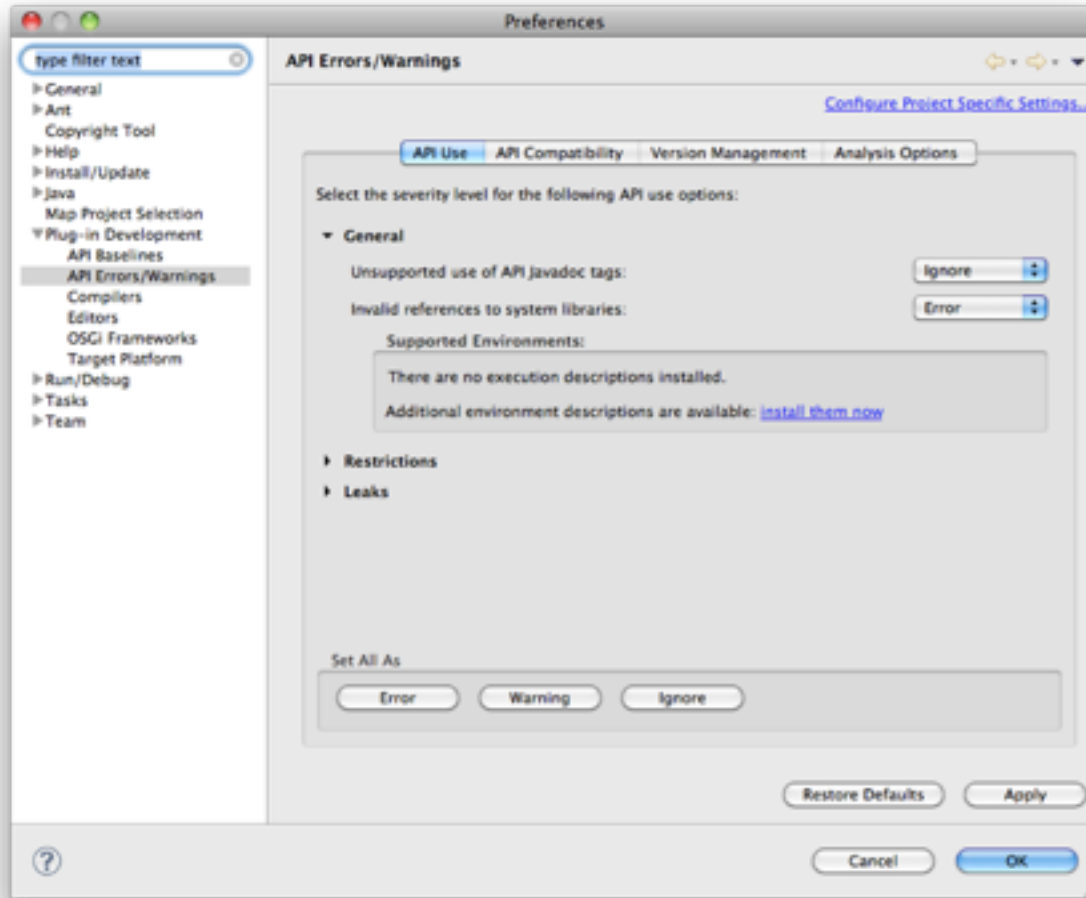 Preferences
type filter text
General
Ant
Copyright Tool
Help
Install/Update
Java
Map Project Selection
Plug-in Development
API Baselines
API Errors/Warnings
Compilers
Editors
OSGi Frameworks
Target Platform
Run/Debug
Tasks
Team
API Errors/Warnings
Configure Project Specific Settings..
API Use API Compatibility Version Management Analysis Options
Select the severity level for the following API use options:
General
Unsupported use of API Javadoc tags: Ignore
Invalid references to system libraries: Error
Supported Environments:
There are no execution descriptions installed.
Additional environment descriptions are available: install them now
Restrictions
Leaks
Set All As
Error Warning Ignore
Restore Defaults Apply
? Cancel OK